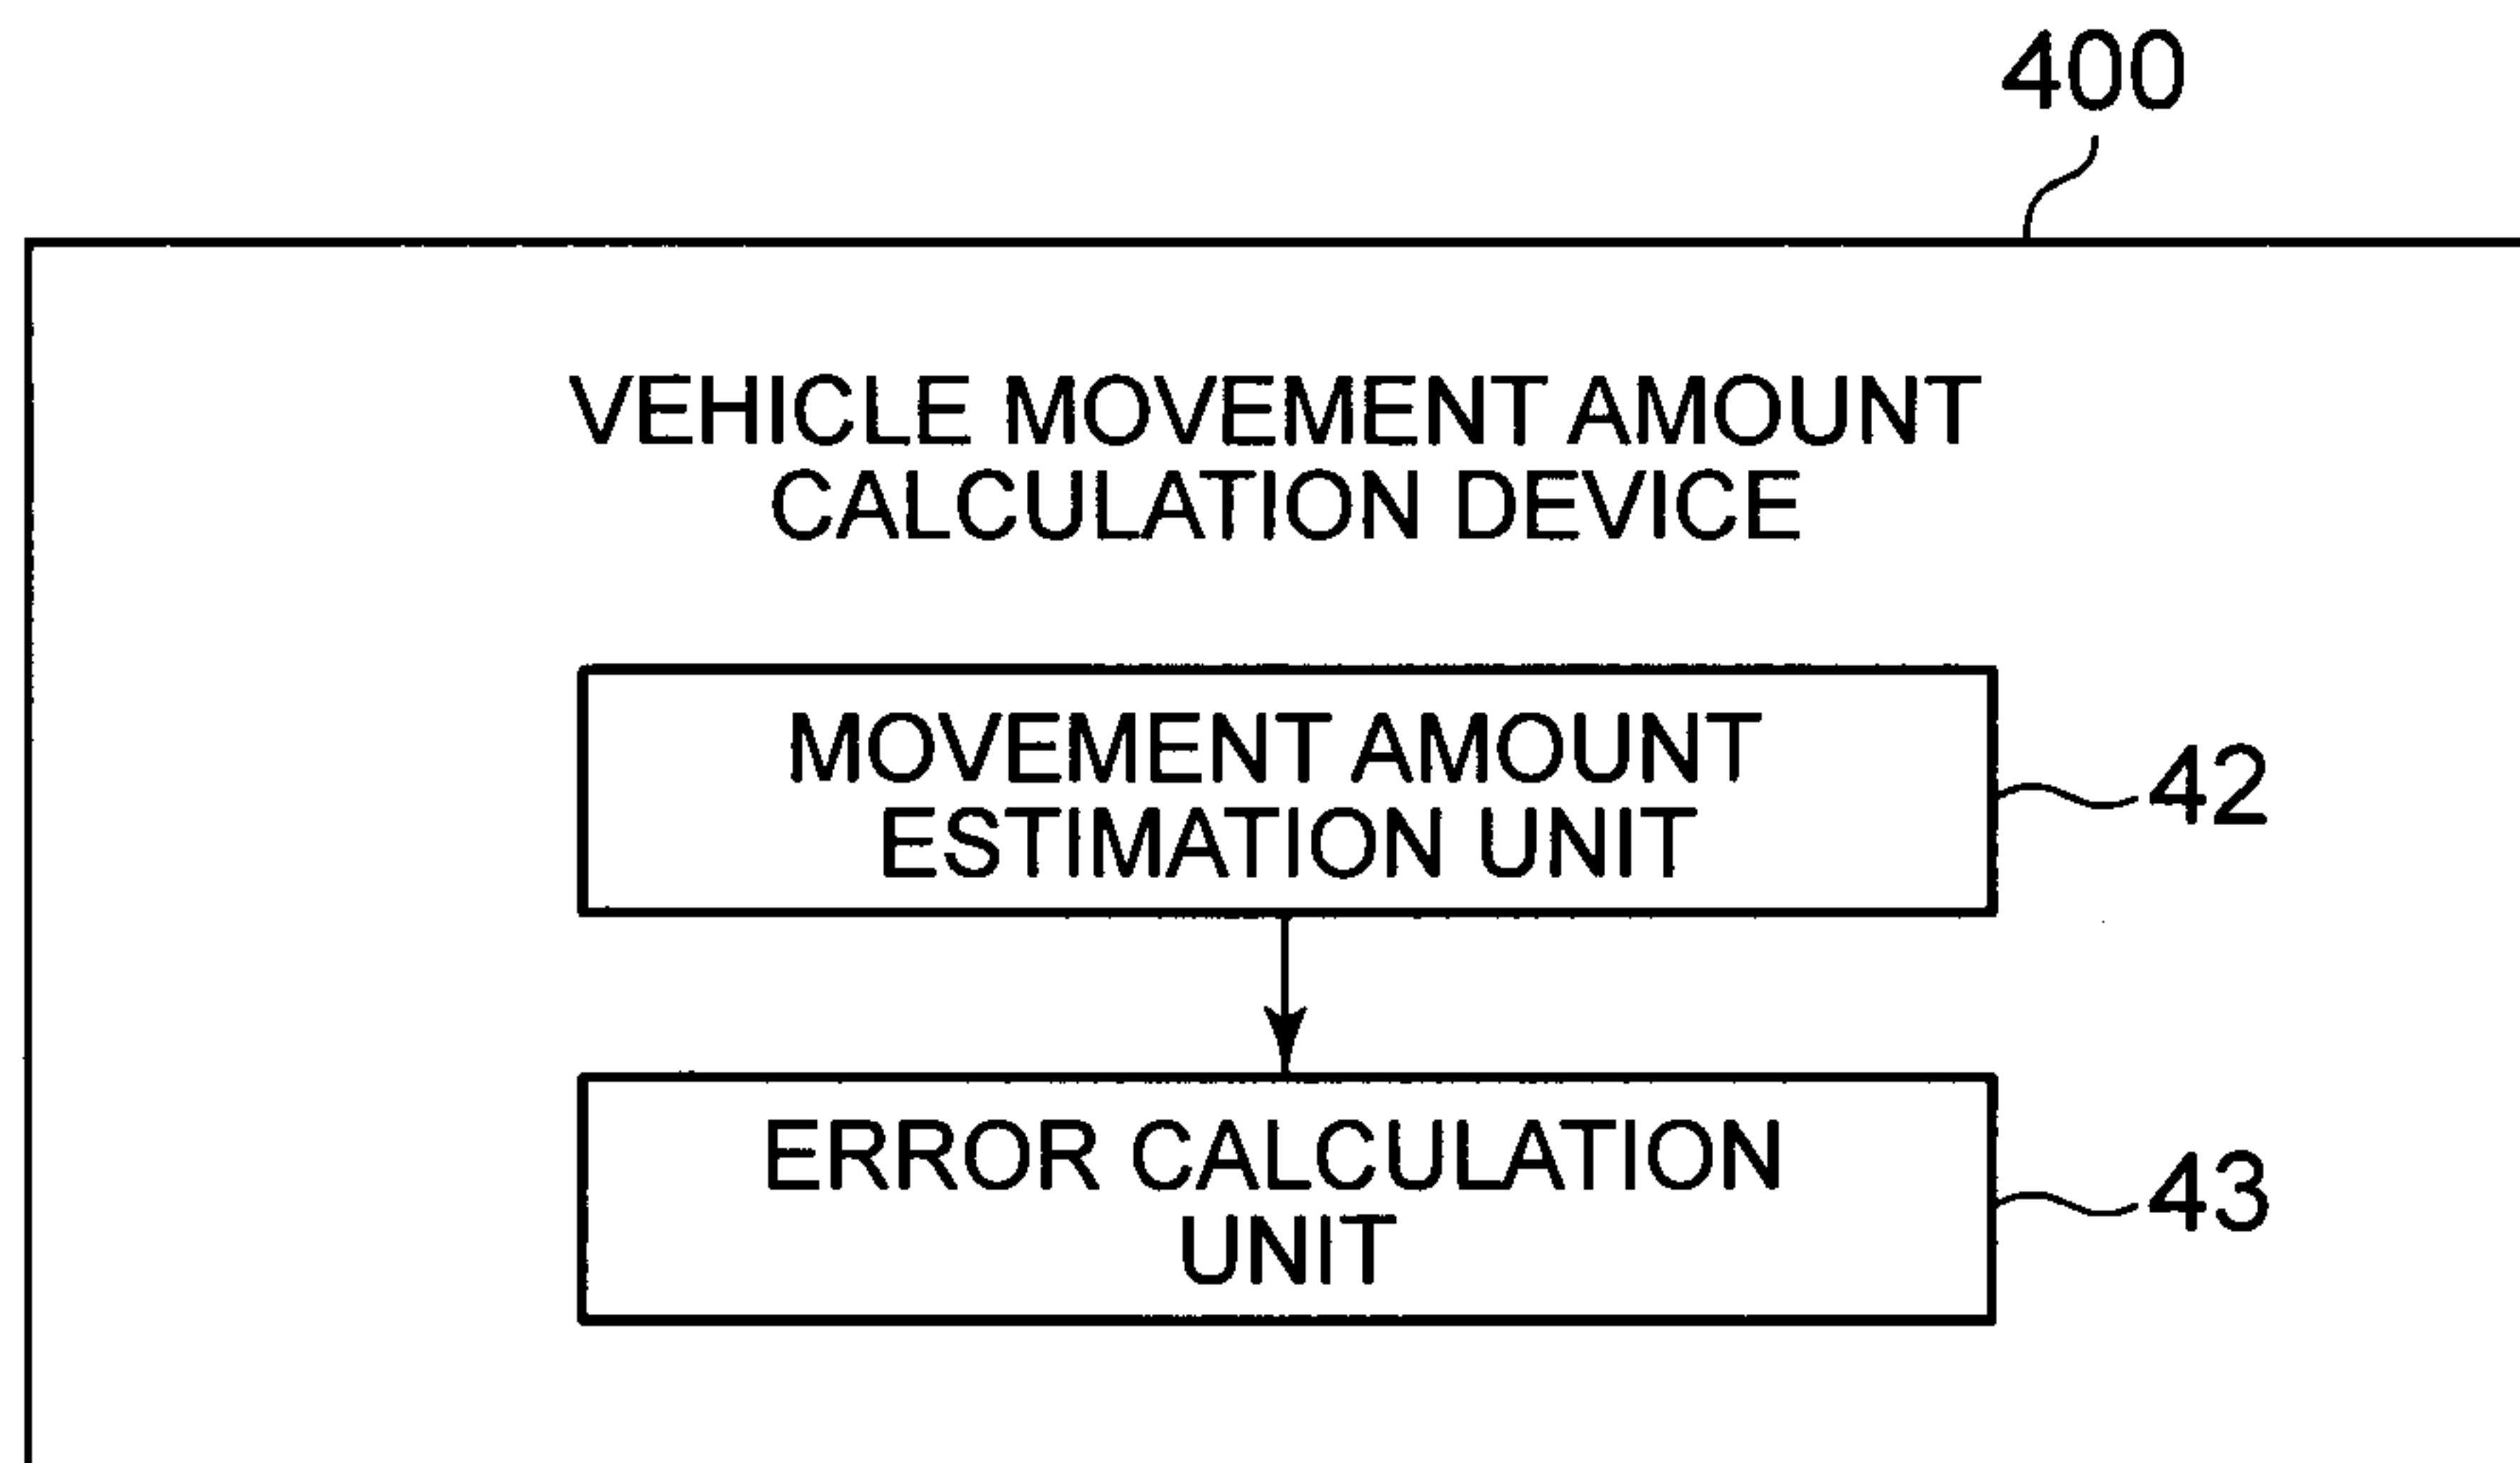 400
VEHICLE MOVEMENT AMOUNT
CALCULATION DEVICE
MOVEMENT AMOUNT
ESTIMATION UNIT
42
ERROR CALCULATION
UNIT
43